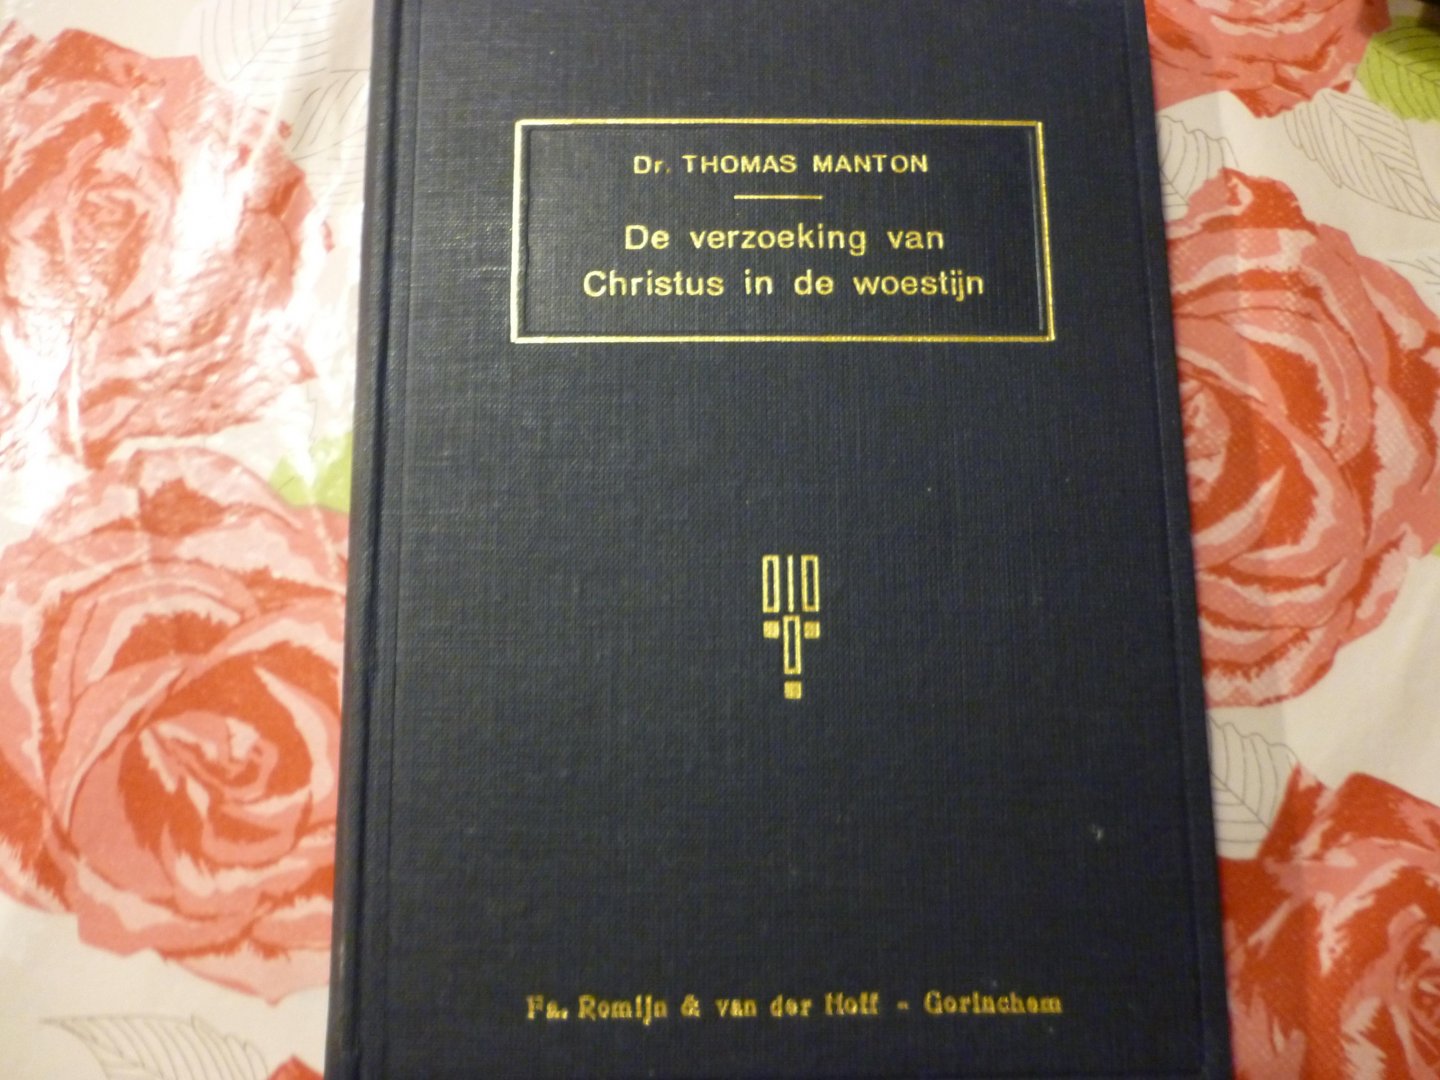 Dr. THOMAS MANTON
De verzoeking van
Christus in de woestijn
Fa. Romijn & van der Hoff - Gorinchem